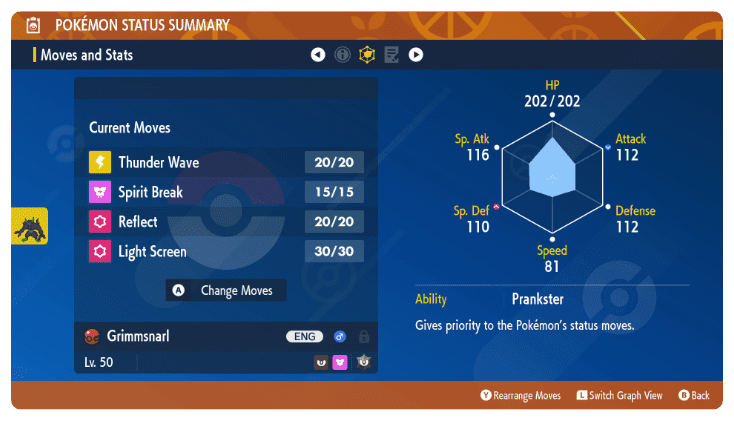 POKÉMON STATUS SUMMARY
Moves and Stats
Current Moves
Thunder Wave 20/20
Spirit Break 15/15
Reflect 20/20
Light Screen 30/30
A Change Moves
Grimmsnarl ENG
Lv. 50
HP
202/202
Sp. Atk
116
Attack
112
Sp. Def
110
Defense
112
Speed
81
Ability Prankster
Gives priority to the Pokémon's status moves.
Y Rearrange Moves L Switch Graph View B Back